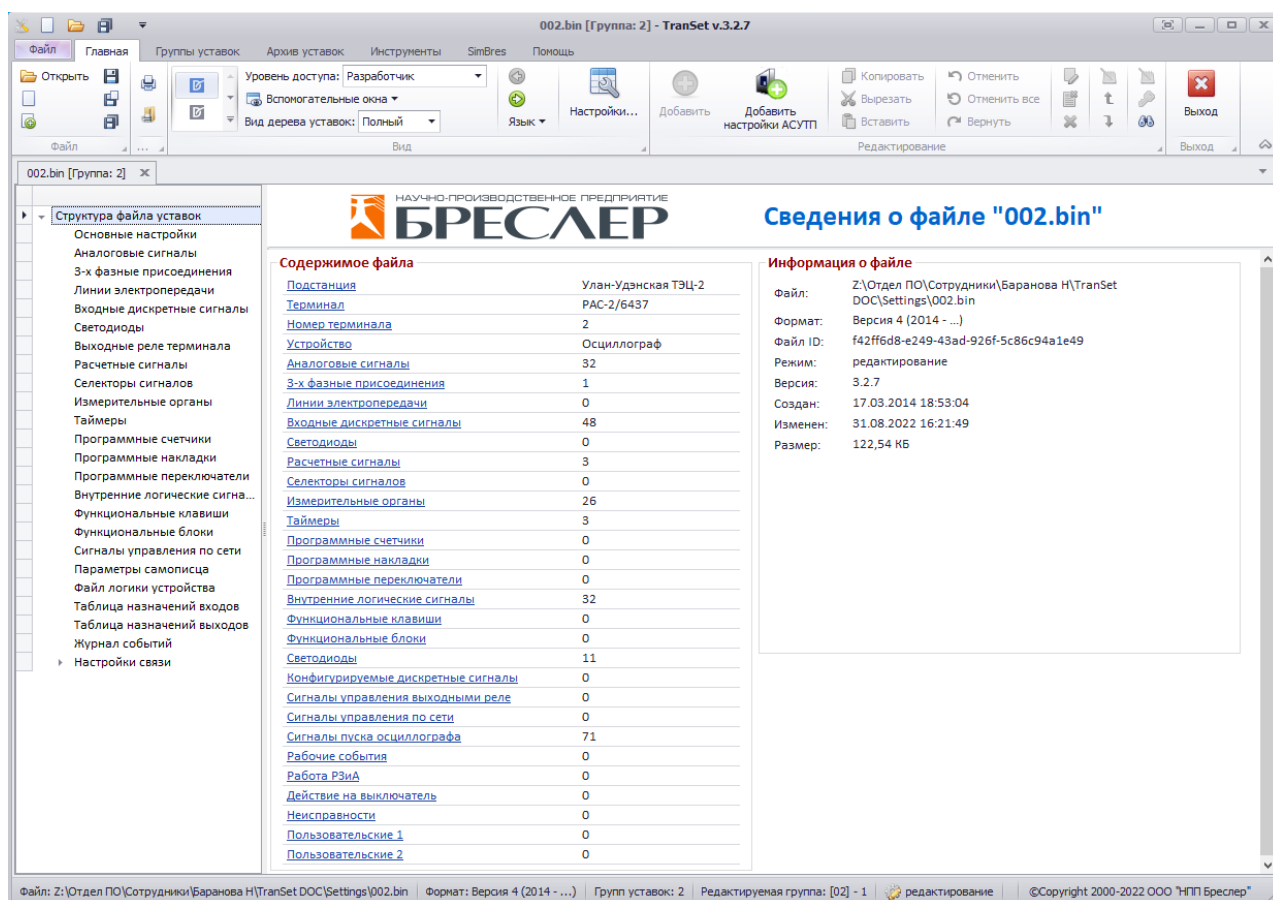 002.bin [Группа: 2] - TranSet v.3.2.7
Файл Главная Группы уставок Архив уставок Инструменты SimBres Помощь
Открыть
Уровень доступа: Разработчик
Вспомогательные окна
Вид дерева уставок: Полный
Язык
Настройки...
Добавить
Добавить
настройки АСУТП
Копировать
Вырезать
Вставить
Отменить
Отменить все
Вернуть
Выход
Файл ... Вид Редактирование Выход
002.bin [Группа: 2]
Структура файла уставок
Основные настройки
Аналоговые сигналы
3-х фазные присоединения
Линии электропередачи
Входные дискретные сигналы
Светодиоды
Выходные реле терминала
Расчетные сигналы
Селекторы сигналов
Измерительные органы
Таймеры
Программные счетчики
Программные накладки
Программные переключатели
Внутренние логические сигна...
Функциональные клавиши
Функциональные блоки
Сигналы управления по сети
Параметры самописца
Файл логики устройства
Таблица назначений входов
Таблица назначений выходов
Журнал событий
Настройки связи
НАУЧНО-ПРОИЗВОДСТВЕННОЕ ПРЕДПРИЯТИЕ
БРЕСЛЕР
Сведения о файле "002.bin"
Содержимое файла
Подстанция Улан-Удэнская ТЭЦ-2
Терминал РАС-2/6437
Номер терминала 2
Устройство Осциллограф
Аналоговые сигналы 32
3-х фазные присоединения 1
Линии электропередачи 0
Входные дискретные сигналы 48
Светодиоды 0
Расчетные сигналы 3
Селекторы сигналов 0
Измерительные органы 26
Таймеры 3
Программные счетчики 0
Программные накладки 0
Программные переключатели 0
Внутренние логические сигналы 32
Функциональные клавиши 0
Функциональные блоки 0
Светодиоды 11
Конфигурируемые дискретные сигналы 0
Сигналы управления выходными реле 0
Сигналы управления по сети 0
Сигналы пуска осциллографа 71
Рабочие события 0
Работа РЗиА 0
Действие на выключатель 0
Неисправности 0
Пользовательские 1 0
Пользовательские 2 0
Информация о файле
Файл: Z:\Отдел ПО\Сотрудники\Баранова Н\TranSet
DOC\Settings\002.bin
Формат: Версия 4 (2014 - ...)
Файл ID: f42ff6d8-e249-43ad-926f-5c86c94a1e49
Режим: редактирование
Версия: 3.2.7
Создан: 17.03.2014 18:53:04
Изменен: 31.08.2022 16:21:49
Размер: 122,54 КБ
Файл: Z:\Отдел ПО\Сотрудники\Баранова Н\TranSet DOC\Settings\002.bin Формат: Версия 4 (2014 - ...) Групп уставок: 2 Редактируемая группа: [02] - 1 редактирование ©Copyright 2000-2022 ООО "НПП Бреслер"